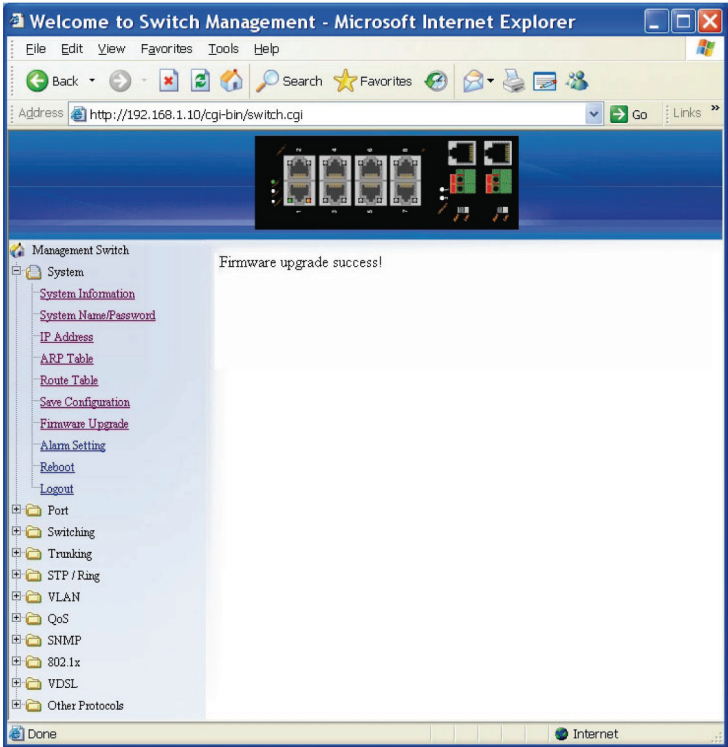 Welcome to Switch Management - Microsoft Internet Explorer
File Edit View Favorites Tools Help
Back Search Favorites
Address http://192.168.1.10/cgi-bin/switch.cgi Go Links »
Management Switch
Firmware upgrade success!
System
System Information
System Name/Password
IP Address
ARP Table
Route Table
Save Configuration
Firmware Upgrade
Alarm Setting
Reboot
Logout
Port
Switching
Trunking
STP / Ring
VLAN
QoS
SNMP
802.1x
VDSL
Other Protocols
Done Internet